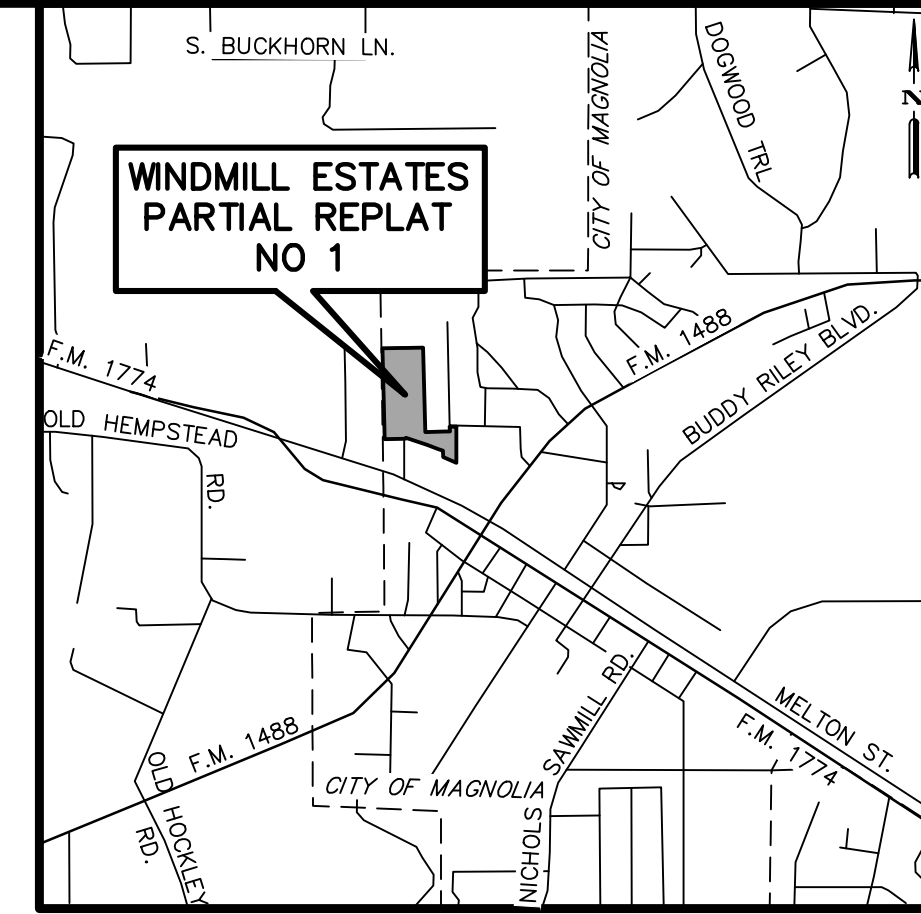 S. BUCKHORN LN.
CITY OF MAGNOLIA
DOGWOOD TRL
N
WINDMILL ESTATES
PARTIAL REPLAT
NO 1
F.M. 1774
OLD HEMPSTEAD
RD.
F.M. 1488
BUDDY RILEY BLVD.
F.M. 1488
OLD HOCKLEY
RD.
CITY OF MAGNOLIA
NICHOLS SAWMILL RD.
MELTON ST.
F.M. 1774